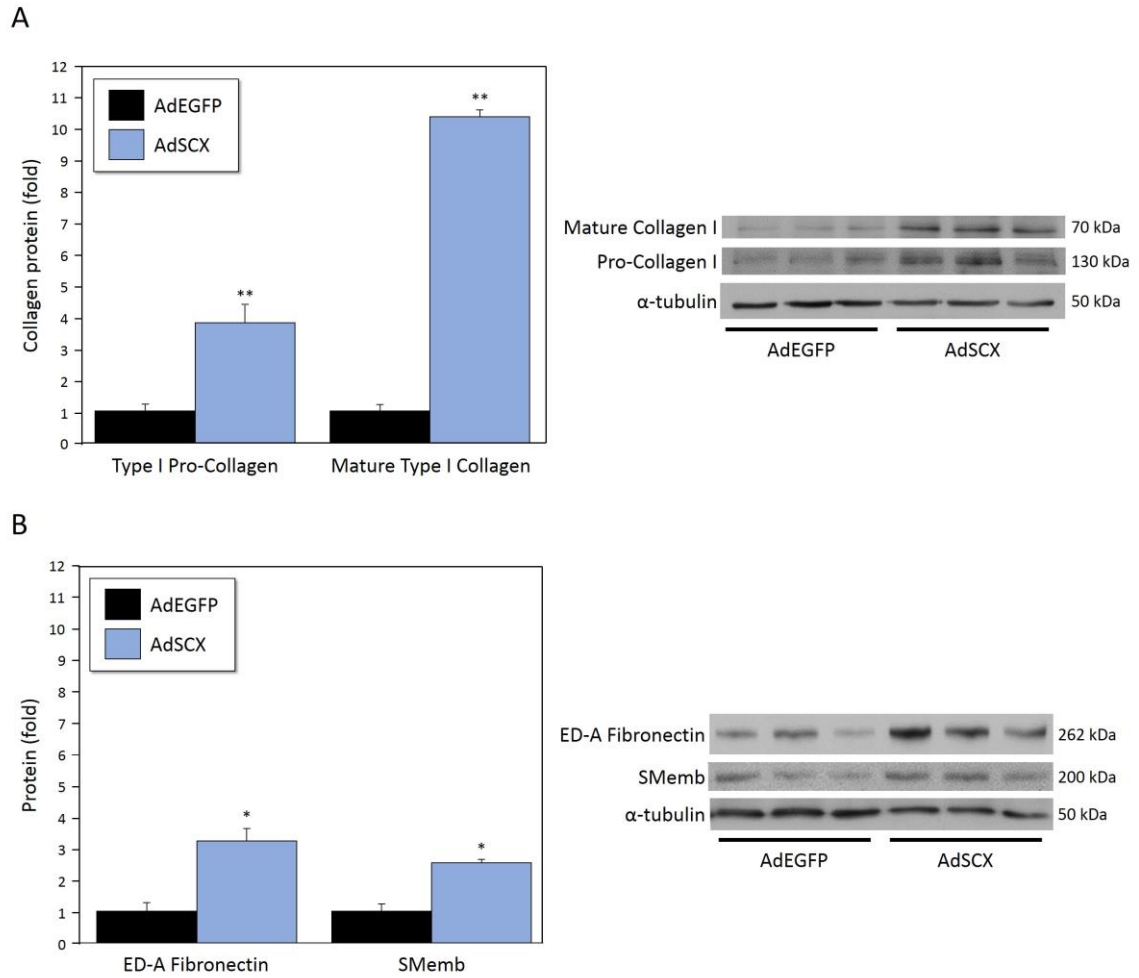 A
12
11
10
9
8
7
6
5
4
3
2
1
0
Collagen protein (fold)
AdEGFP
AdSCX
**
**
Type I Pro-Collagen
Mature Type I Collagen
Mature Collagen I
70 kDa
Pro-Collagen I
130 kDa
α-tubulin
50 kDa
AdEGFP
AdSCX
B
12
11
10
9
8
7
6
5
4
3
2
1
0
Protein (fold)
AdEGFP
AdSCX
*
*
ED-A Fibronectin
SMemb
ED-A Fibronectin
262 kDa
SMemb
200 kDa
α-tubulin
50 kDa
AdEGFP
AdSCX